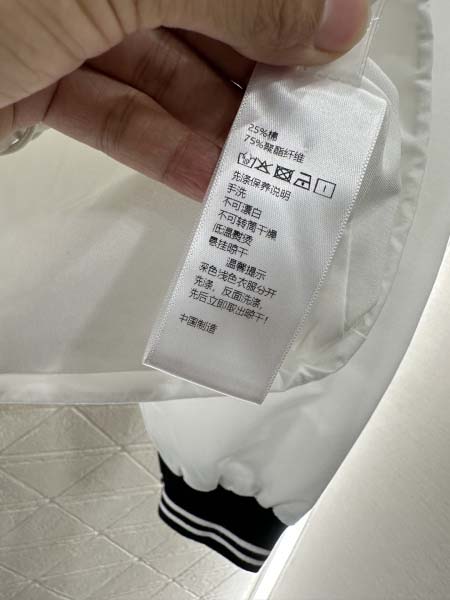 25%棉
75%聚酯纤维
先涤保养说明
手洗
不可漂白
不可转筒干燥
低温熨烫
悬挂晾干
温馨提示
深色浅色衣服分开
先涤，反面洗涤，
先后立即取出晾干！
中国制造